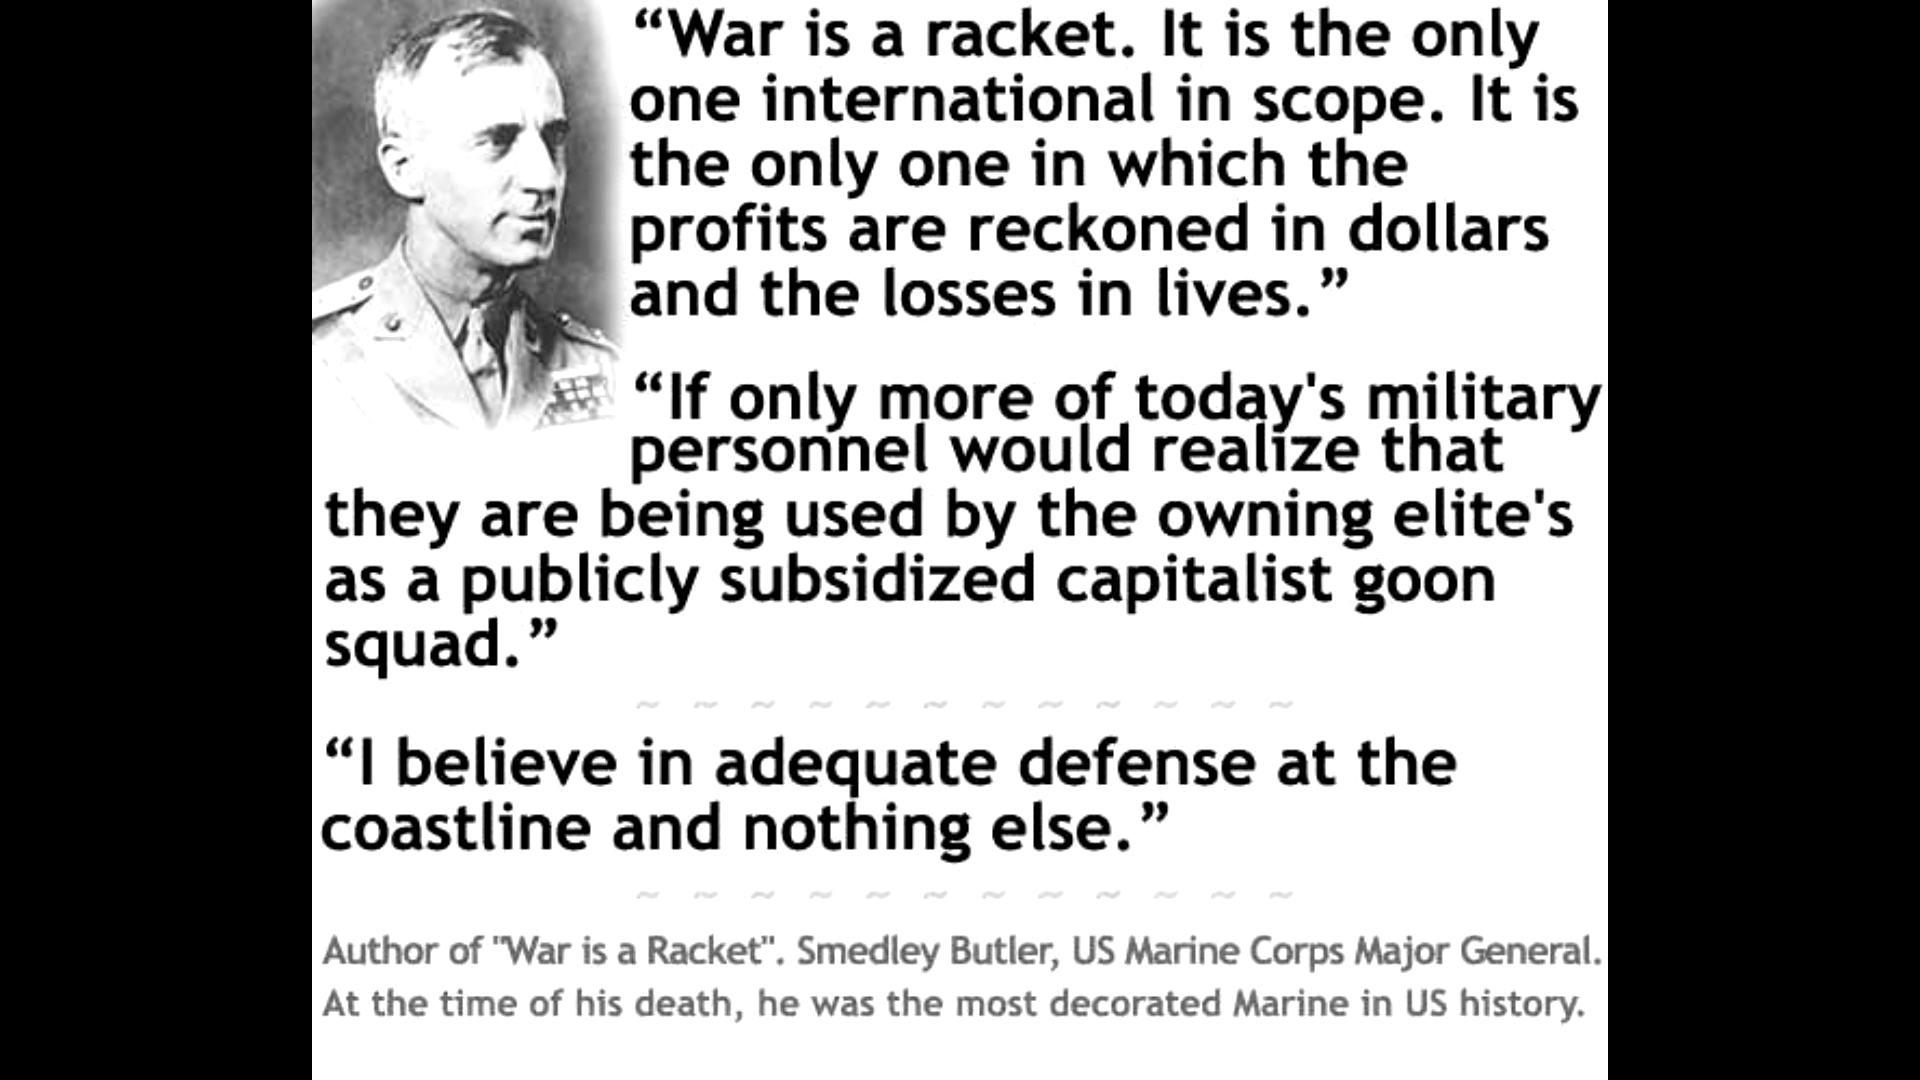 “War is a racket. It is the only
one international in scope. It is
the only one in which the
profits are reckoned in dollars
and the losses in lives.”
“If only more of today's military
personnel would realize that
they are being used by the owning elite's
as a publicly subsidized capitalist goon
squad.”
~ ~ ~ ~ ~ ~ ~ ~ ~ ~ ~ ~
“I believe in adequate defense at the
coastline and nothing else.”
~ ~ ~ ~ ~ ~ ~ ~ ~ ~ ~ ~
Author of "War is a Racket". Smedley Butler, US Marine Corps Major General.
At the time of his death, he was the most decorated Marine in US history.